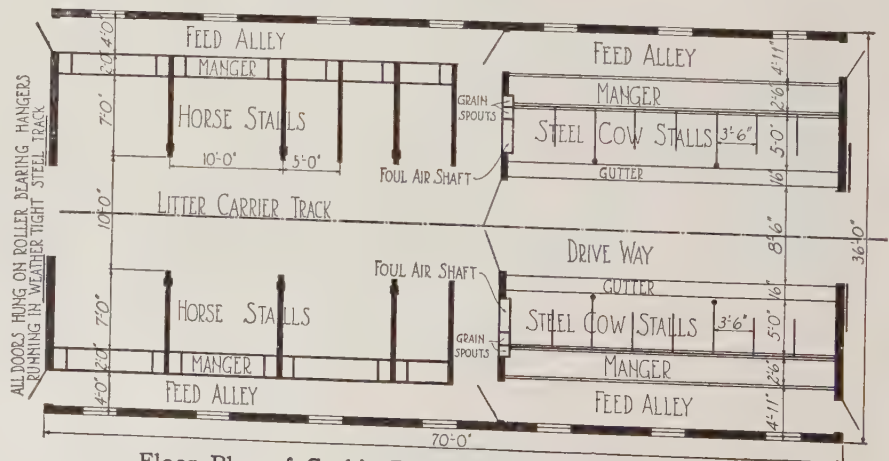 FEED ALLEY
FEED ALLEY
4'-0"
2'-0"
7'-0"
10'-0"
7'-0"
2'-0"
4'-0"
MANGER
MANGER
4'-11"
2'-6"
5'-0"
16"
8'-6"
16"
5'-0"
2'-6"
4'-11"
36'-0"
GRAIN
SPOUTS
HORSE STALLS
STEEL COW STALLS
3'-6"
10'-0"
5'-0"
FOUL AIR SHAFT
GUTTER
ALL DOORS HUNG ON ROLLER BEARING HANGERS
RUNNING IN WEATHER TIGHT STEEL TRACK
LITTER CARRIER TRACK
DRIVE WAY
FOUL AIR SHAFT
GUTTER
HORSE STALLS
STEEL COW STALLS
3'-6"
GRAIN
SPOUTS
MANGER
MANGER
FEED ALLEY
FEED ALLEY
70'-0"
Floor Plan of